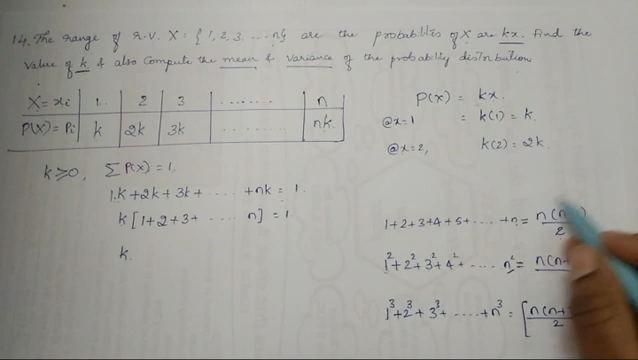 14. The range of r.v. X: {1, 2, 3 ..... n} are the probabilities of X are kx. Find the
value of k & also compute the mean & variance of the probability distribution
X = xi 1 2 3 ........ n
P(X) = Pi k 2k 3k ........ nk
k ≥ 0, ∑ P(X) = 1.
1.k + 2k + 3k + ...... + nk = 1.
k [1 + 2 + 3 + ..... n] = 1
k.
P(x) = kx.
@x=1 = k(1) = k.
@x=2, k(2) = 2k.
1 + 2 + 3 + 4 + 5 + ..... + n = n(n
2
1² + 2² + 3² + 4² + ..... n² = n(n+
1³ + 2³ + 3³ + ..... + n³ = [n(n+
2